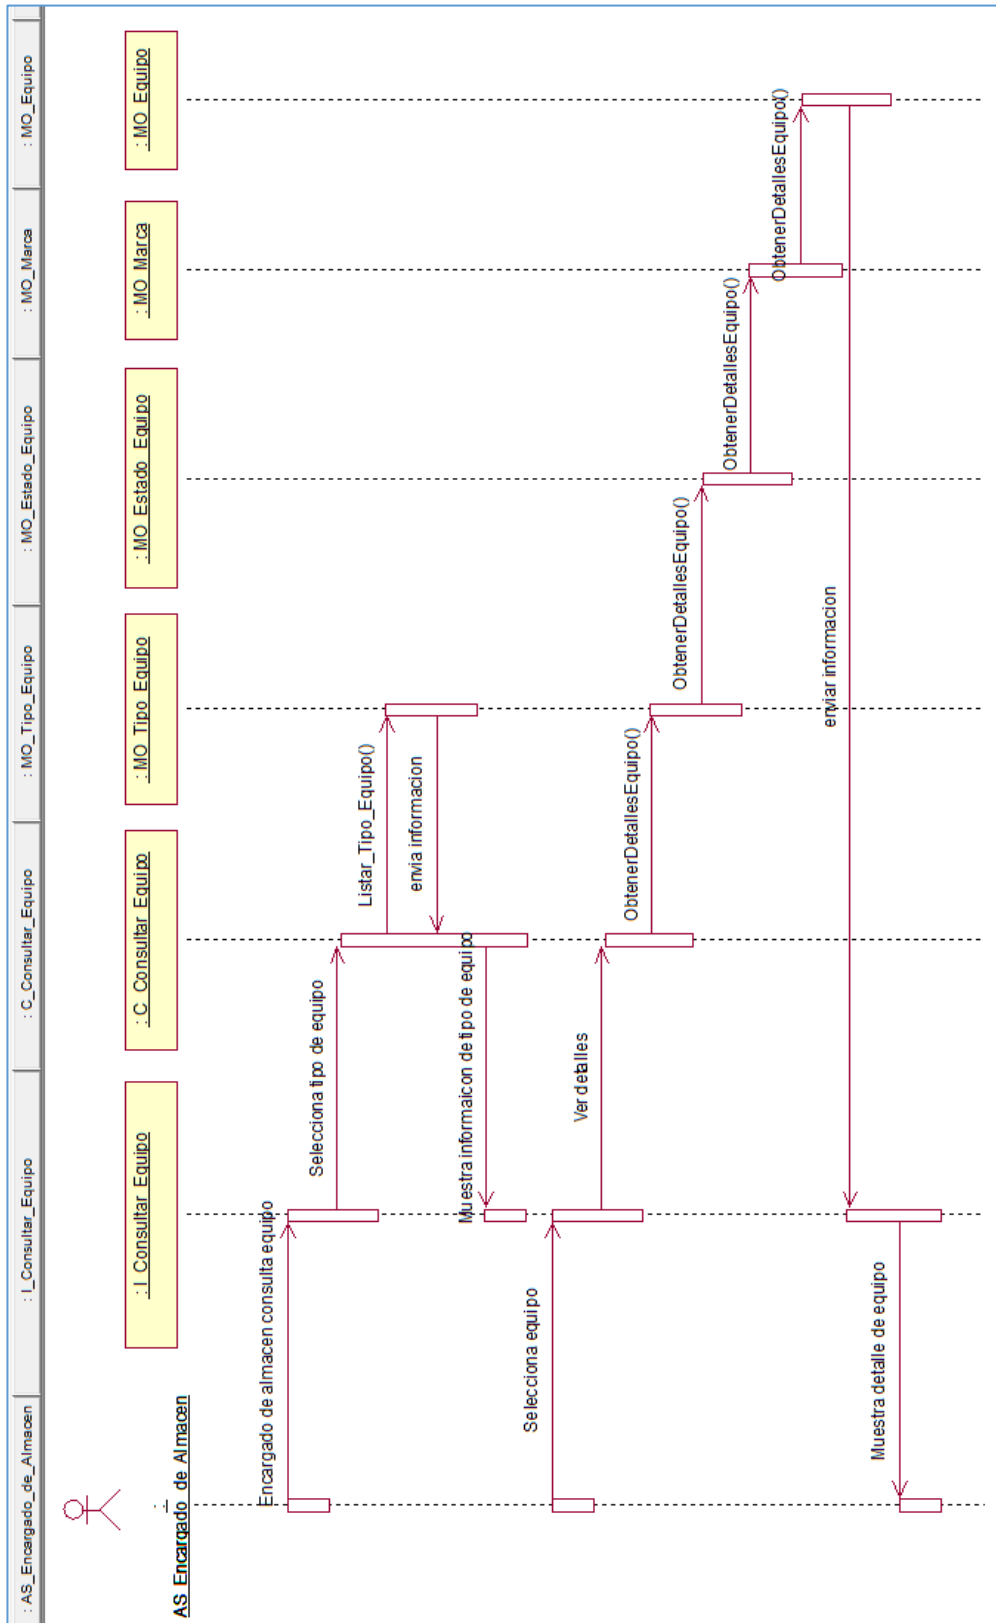 : AS_Encargado_de_Almacen
: I_Consultar_Equipo
: C_Consultar_Equipo
: MO_Tipo_Equipo
: MO_Estado_Equipo
: MO_Marca
: MO_Equipo
:
AS_Encargado_de_Almacen
: I_Consultar_Equipo
: C_Consultar_Equipo
: MO_Tipo_Equipo
: MO_Estado_Equipo
: MO_Marca
: MO_Equipo
Encargado de almacen consulta equipo
Selecciona tipo de equipo
Listar_Tipo_Equipo()
envia informacion
Muestra informaicon de tipo de equipo
Selecciona equipo
Ver detalles
ObtenerDetallesEquipo()
ObtenerDetallesEquipo()
ObtenerDetallesEquipo()
ObtenerDetallesEquipo()
enviar informacion
Muestra detalle de equipo